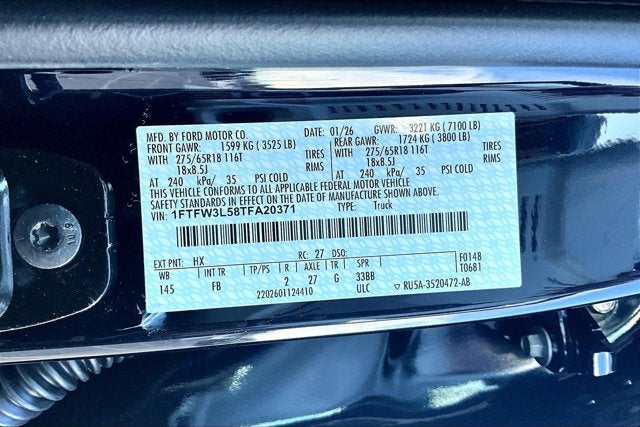 MFD. BY FORD MOTOR CO. DATE: 01/26 GVWR: 3221 KG ( 7100 LB)
FRONT GAWR: 1599 KG ( 3525 LB) REAR GAWR: 1724 KG ( 3800 LB)
WITH 275/65R18 116T TIRES WITH 275/65R18 116T TIRES
18x8.5J RIMS 18x8.5J RIMS
AT 240 kPa/ 35 PSI COLD AT 240 kPa/ 35 PSI COLD
THIS VEHICLE CONFORMS TO ALL APPLICABLE FEDERAL MOTOR VEHICLE
SAFETY STANDARDS IN EFFECT ON THE DATE OF MANUFACTURE SHOWN ABOVE.
VIN: 1FTFW3L58TFA20371 TYPE: Truck
EXT PNT: HX RC: 27 DSO: F0148
WB INT TR TP/PS R AXLE TR SPR T0681
145 FB 2 27 G 33BB
2202601124410 ULC RU5A-3520472-AB